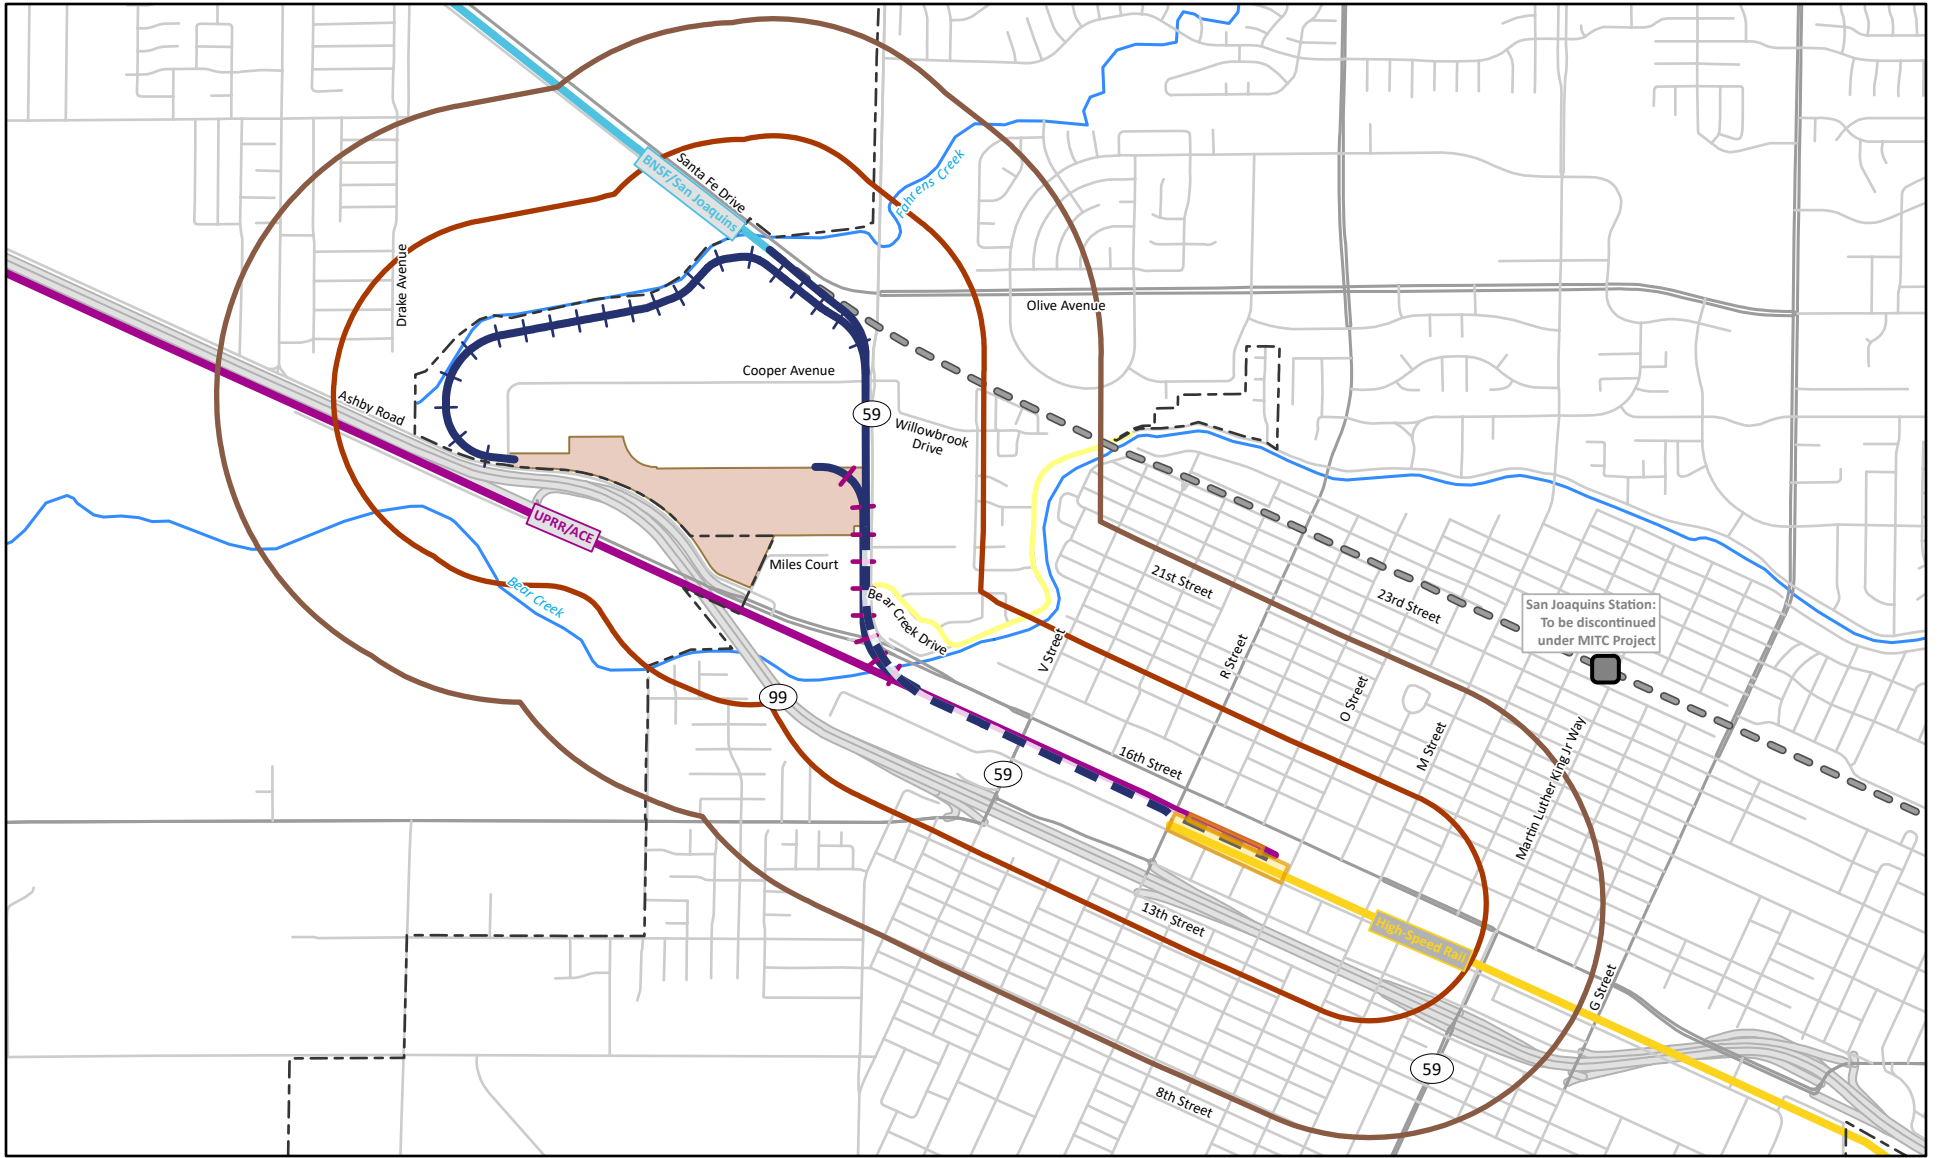 BNSF/San Joaquins
Santa Fe Drive
Fahrens Creek
Drake Avenue
Olive Avenue
Cooper Avenue
Ashby Road
59
Willowbrook
Drive
UPRR/ACE
Miles Court
Bear Creek
Bear Creek Drive
21st Street
23rd Street
San Joaquins Station:
To be discontinued
under MITC Project
V Street
R Street
O Street
M Street
Martin Luther King Jr Way
99
16th Street
59
13th Street
High-Speed Rail
G Street
59
8th Street